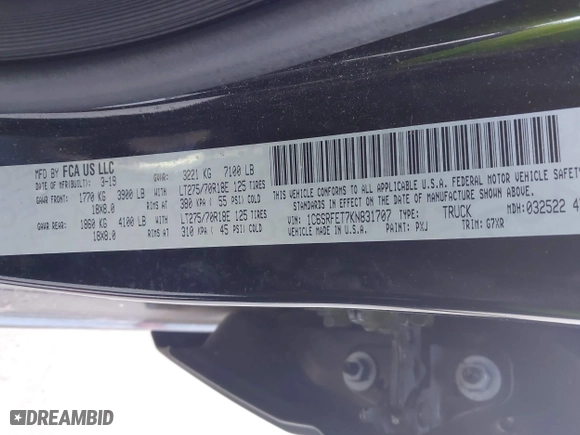 MFD BY FCA US LLC
DATE OF MFR(BUILT): 3-19 GVWR: 3221 KG 7100 LB
GAWR FRONT: 1770 KG 3900 LB WITH LT275/70R18E 125 TIRES
18X8.0 RIMS AT 380 KPA ( 55 PSI) COLD
GAWR REAR: 1860 KG 4100 LB WITH LT275/70R18E 125 TIRES
18X8.0 RIMS AT 310 KPA ( 45 PSI) COLD
THIS VEHICLE CONFORMS TO ALL APPLICABLE U.S.A. FEDERAL MOTOR VEHICLE SAFETY
STANDARDS IN EFFECT ON THE DATE OF MANUFACTURE SHOWN ABOVE.
VIN: 1C6SRFET7KN831707 TYPE: TRUCK MDH: 032522 4
VEHICLE MADE IN U.S.A. PAINT: PXJ TRIM: G7XR
DREAMBID